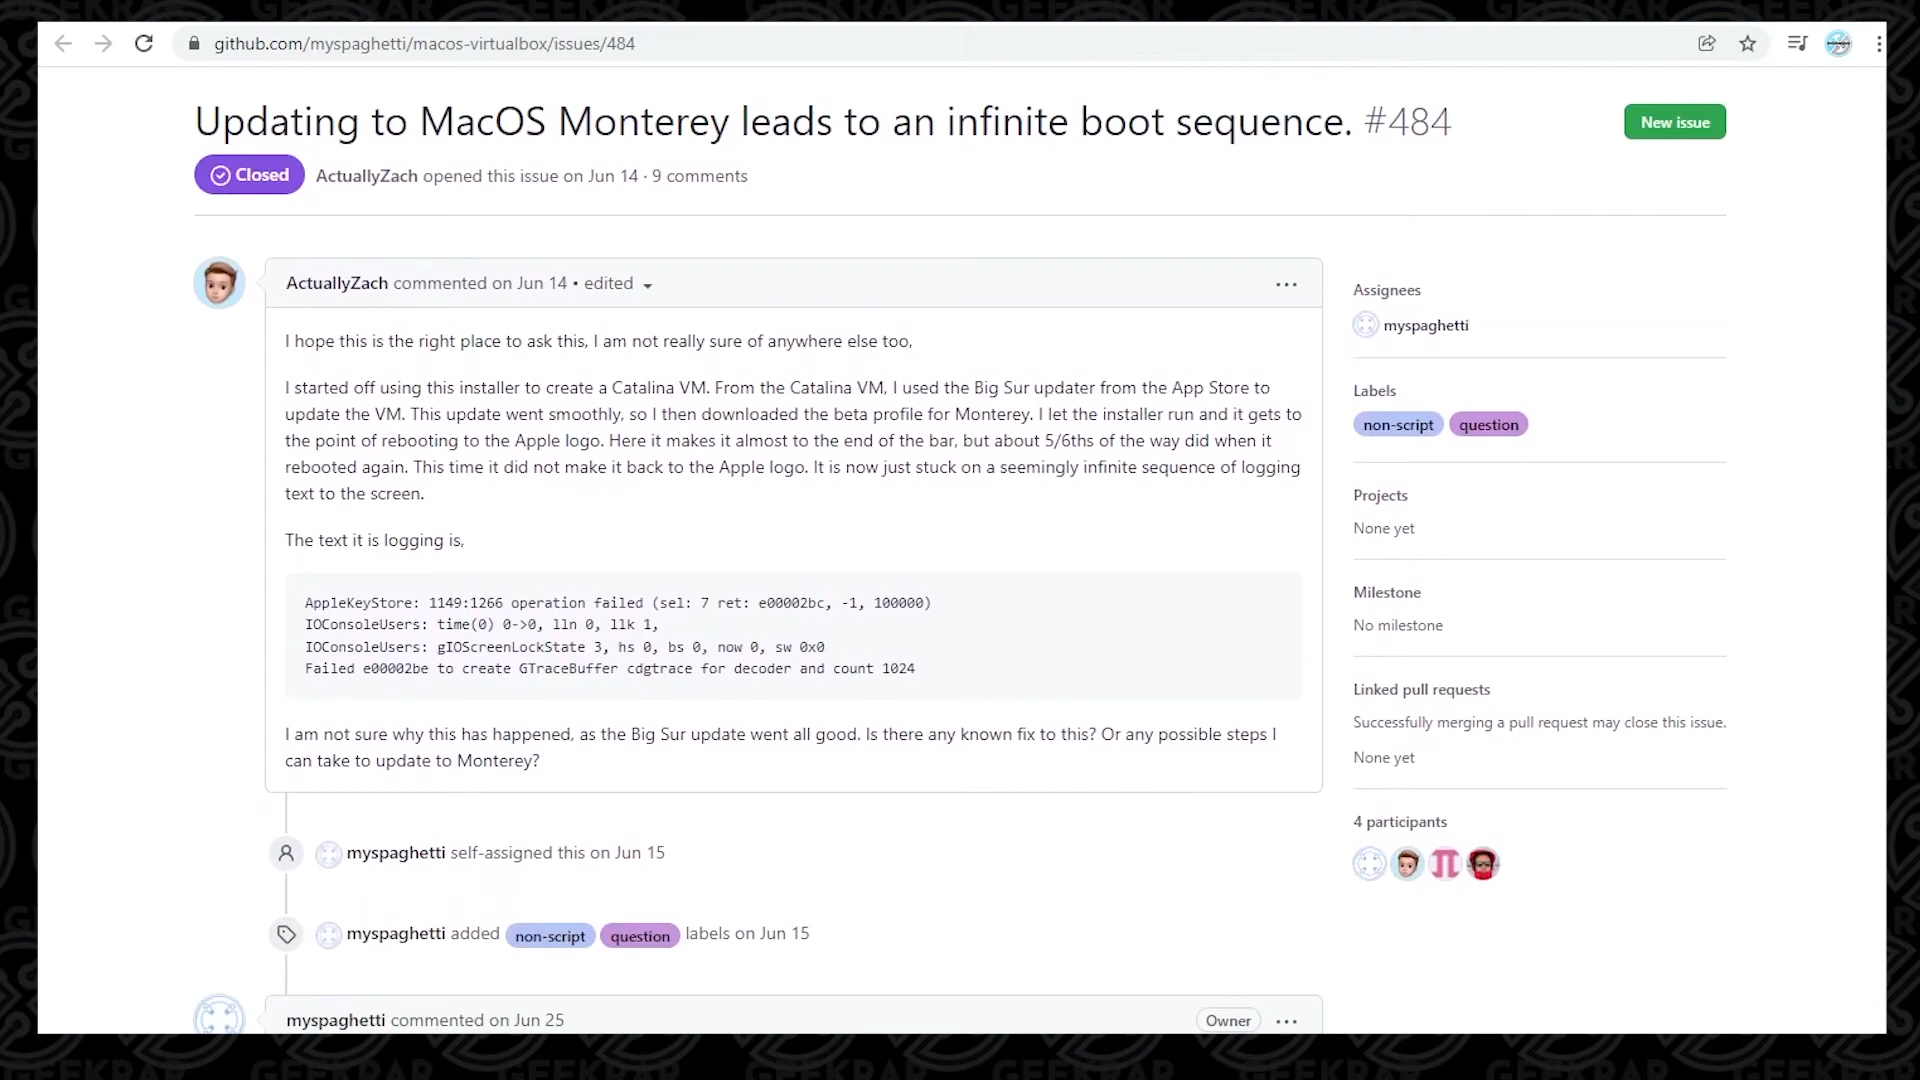 github.com/myspaghetti/macos-virtualbox/issues/484
Updating to MacOS Monterey leads to an infinite boot sequence. #484
New issue
Closed
ActuallyZach opened this issue on Jun 14 · 9 comments
ActuallyZach commented on Jun 14 • edited
I hope this is the right place to ask this, I am not really sure of anywhere else too,
I started off using this installer to create a Catalina VM. From the Catalina VM, I used the Big Sur updater from the App Store to
update the VM. This update went smoothly, so I then downloaded the beta profile for Monterey. I let the installer run and it gets to
the point of rebooting to the Apple logo. Here it makes it almost to the end of the bar, but about 5/6ths of the way did when it
rebooted again. This time it did not make it back to the Apple logo. It is now just stuck on a seemingly infinite sequence of logging
text to the screen.
The text it is logging is,
AppleKeyStore: 1149:1266 operation failed (sel: 7 ret: e00002bc, -1, 100000)
IOConsoleUsers: time(0) 0->0, lln 0, llk 1,
IOConsoleUsers: gIOScreenLockState 3, hs 0, bs 0, now 0, sw 0x0
Failed e00002be to create GTraceBuffer cdgtrace for decoder and count 1024
I am not sure why this has happened, as the Big Sur update went all good. Is there any known fix to this? Or any possible steps I
can take to update to Monterey?
myspaghetti self-assigned this on Jun 15
myspaghetti added non-script question labels on Jun 15
myspaghetti commented on Jun 25
Owner
Assignees
myspaghetti
Labels
non-script question
Projects
None yet
Milestone
No milestone
Linked pull requests
Successfully merging a pull request may close this issue.
None yet
4 participants